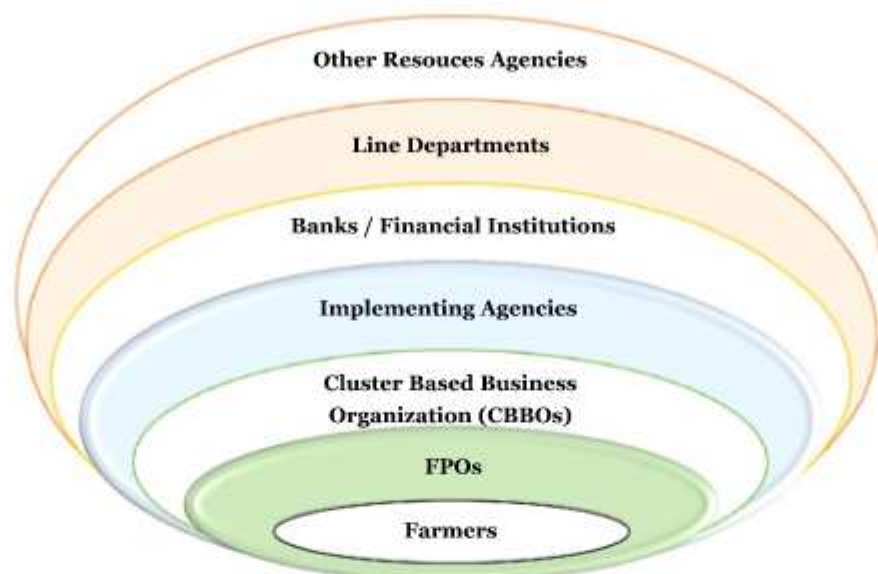 Other Resouces Agencies
Line Departments
Banks / Financial Institutions
Implementing Agencies
Cluster Based Business
Organization (CBBOs)
FPOs
Farmers